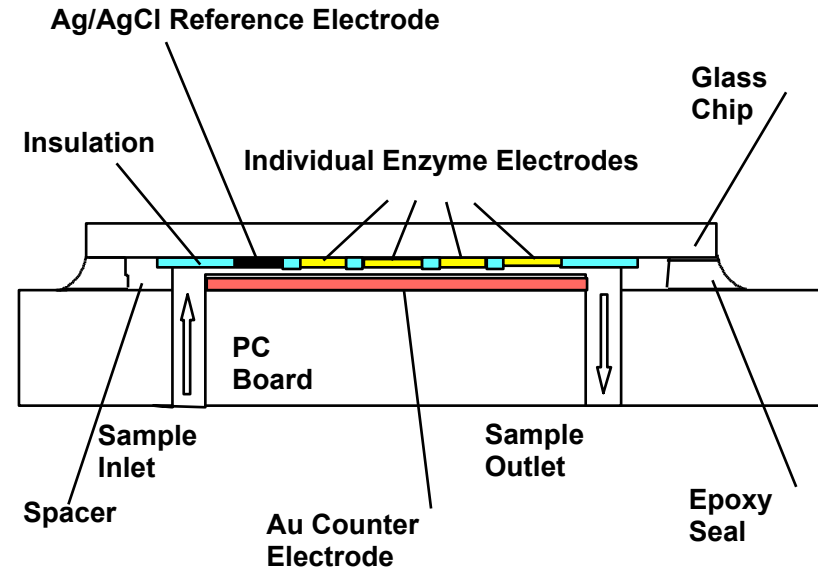 Ag/AgCl Reference Electrode
Glass
Chip
Insulation
Individual Enzyme Electrodes
PC
Board
Sample
Inlet
Sample
Outlet
Spacer
Au Counter
Electrode
Epoxy
Seal